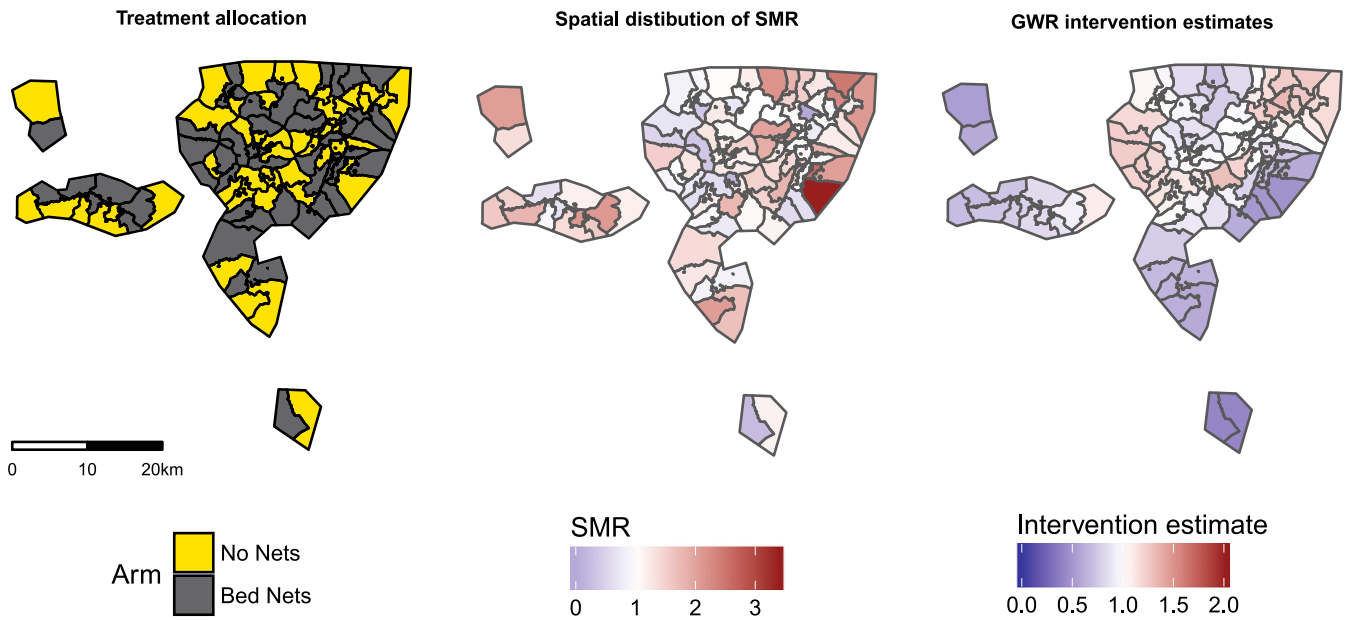 Treatment allocation
Spatial distibution of SMR
GWR intervention estimates
0 10 20km
Arm
No Nets
Bed Nets
SMR
0 1 2 3
Intervention estimate
0.0 0.5 1.0 1.5 2.0